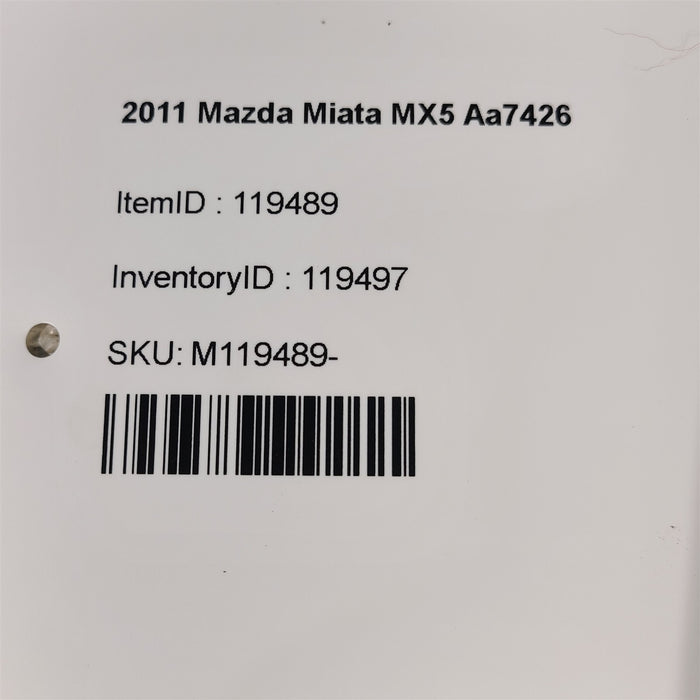 2011 Mazda Miata MX5 Aa7426
ItemID : 119489
InventoryID : 119497
SKU: M119489-